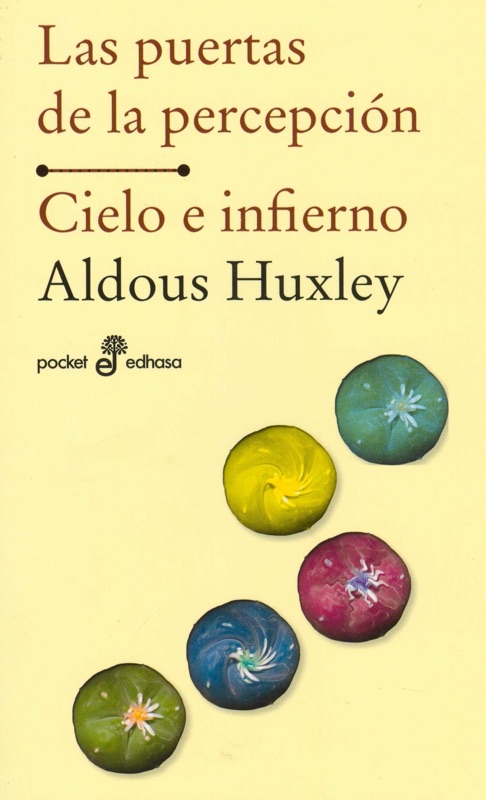 Las puertas
de la percepción
Cielo e infierno
Aldous Huxley
pocket edhasa